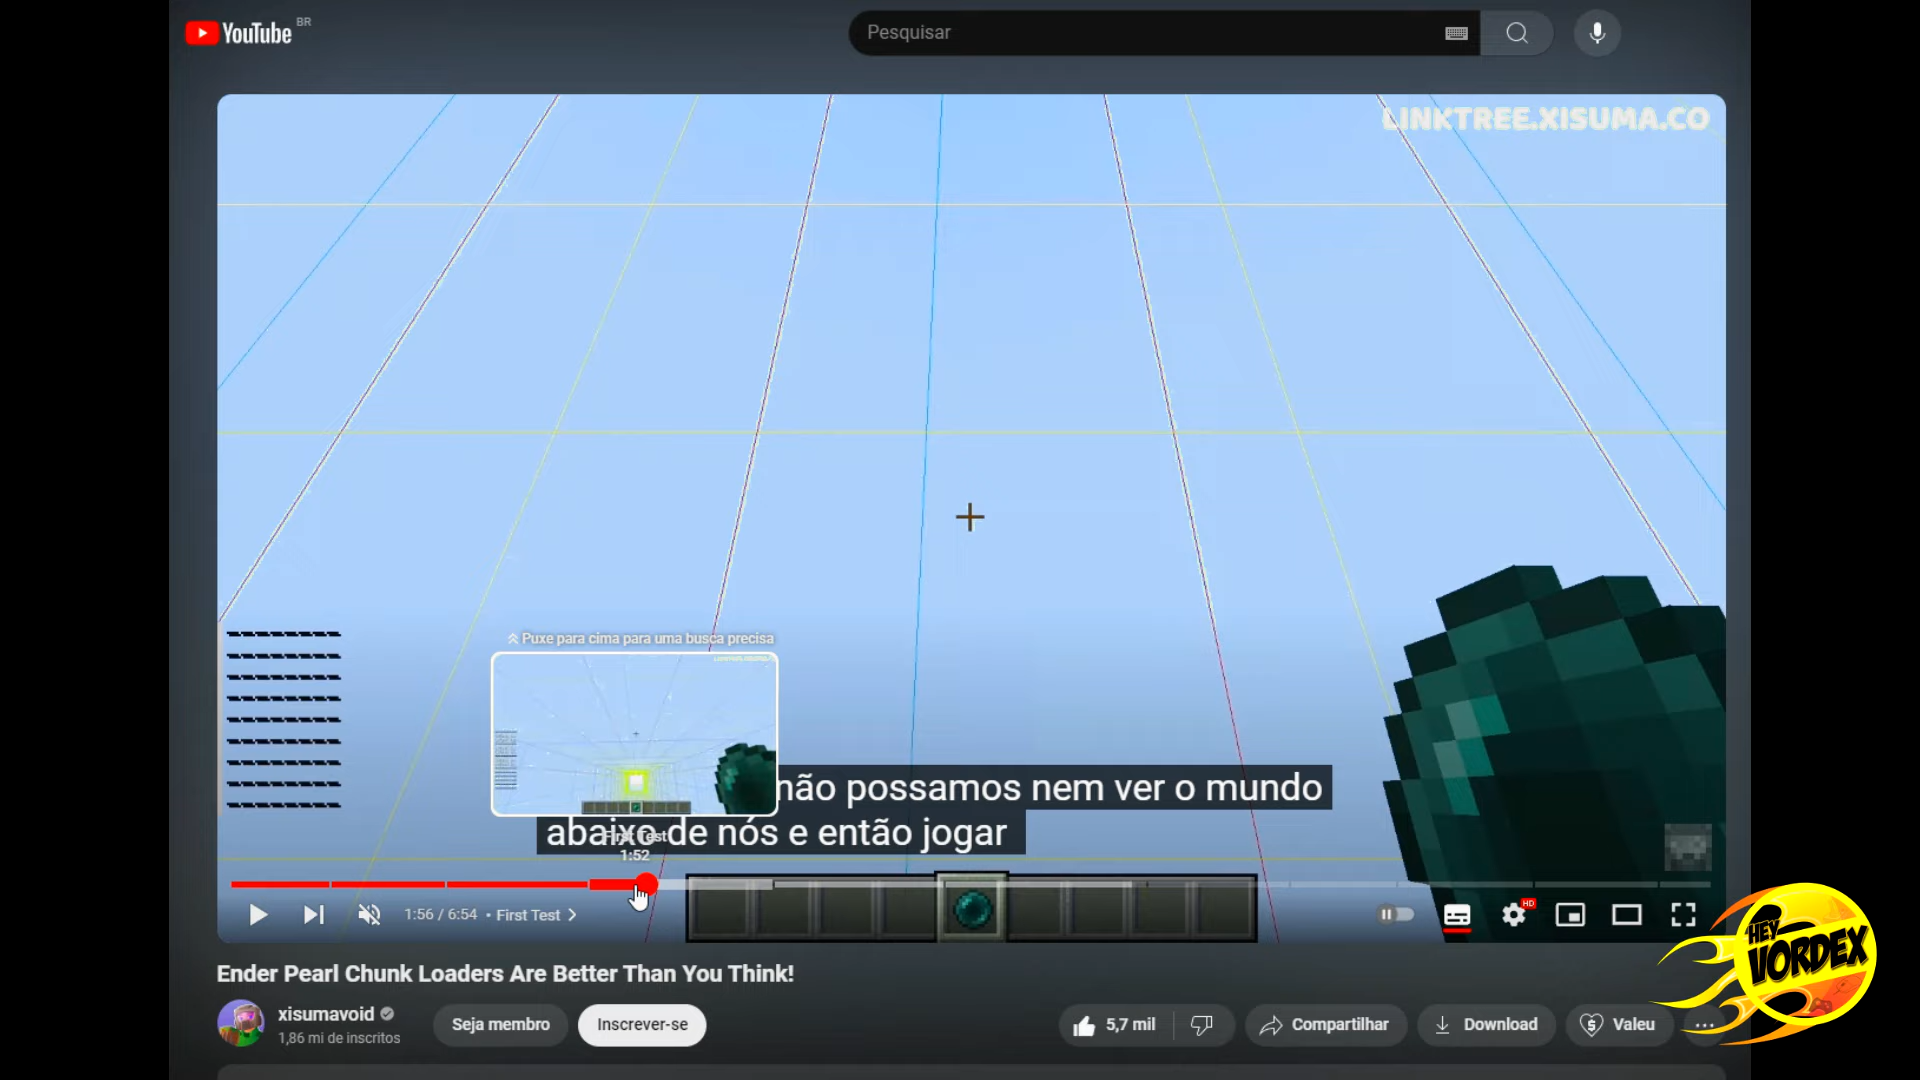 YouTube BR
Pesquisar
LINKTREE.XISUMA.CO
Puxe para cima para uma busca precisa
não possamos nem ver o mundo
abaixo de nós e então jogar
First Test
1:52
1:56 / 6:54 • First Test
HD
Ender Pearl Chunk Loaders Are Better Than You Think!
xisumavoid
1,86 mi de inscritos
Seja membro
Inscrever-se
5,7 mil
Compartilhar
Download
Valeu
HEY
VORDEX